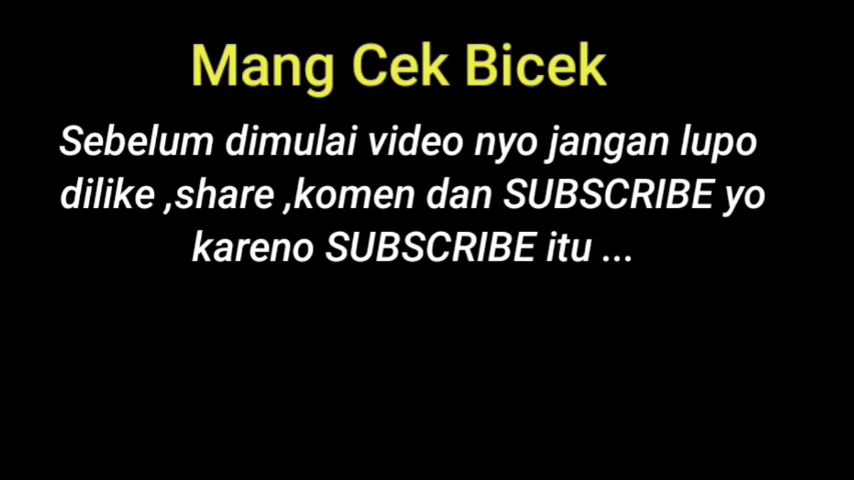 Mang Cek Bicek
Sebelum dimulai video nyo jangan lupo
dilike ,share ,komen dan SUBSCRIBE yo
kareno SUBSCRIBE itu ...